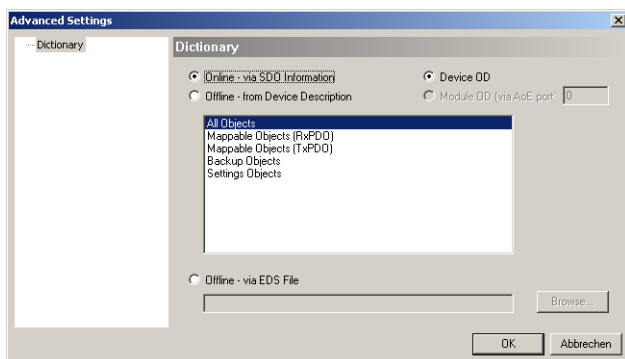 Advanced Settings
Dictionary
Dictionary
Online - via SDO Information
Device OD
Offline - from Device Description
Module OD (via AoE port)
0
All Objects
Mappable Objects (RxPDO)
Mappable Objects (TxPDO)
Backup Objects
Settings Objects
Offline - via EDS File
Browse...
OK
Abbrechen